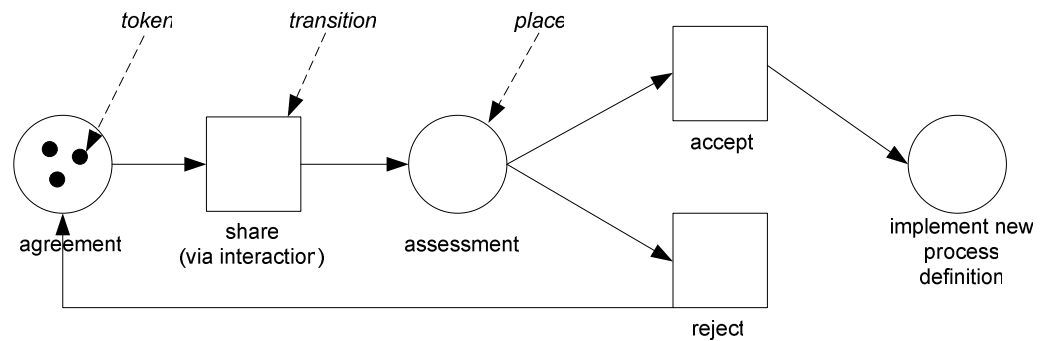 token
transition
place
agreement
share
(via interaction)
assessment
accept
reject
implement new
process
definition